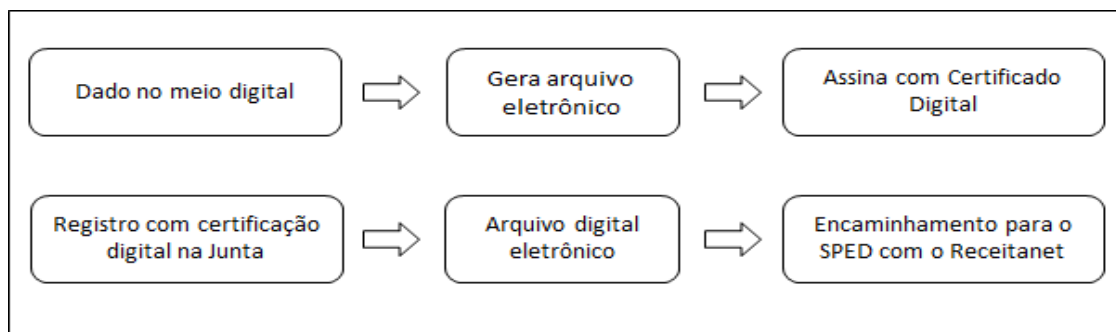 Dado no meio digital
Gera arquivo
eletrônico
Assina com Certificado
Digital
Registro com certificação
digital na Junta
Arquivo digital
eletrônico
Encaminhamento para o
SPED com o Receitanet